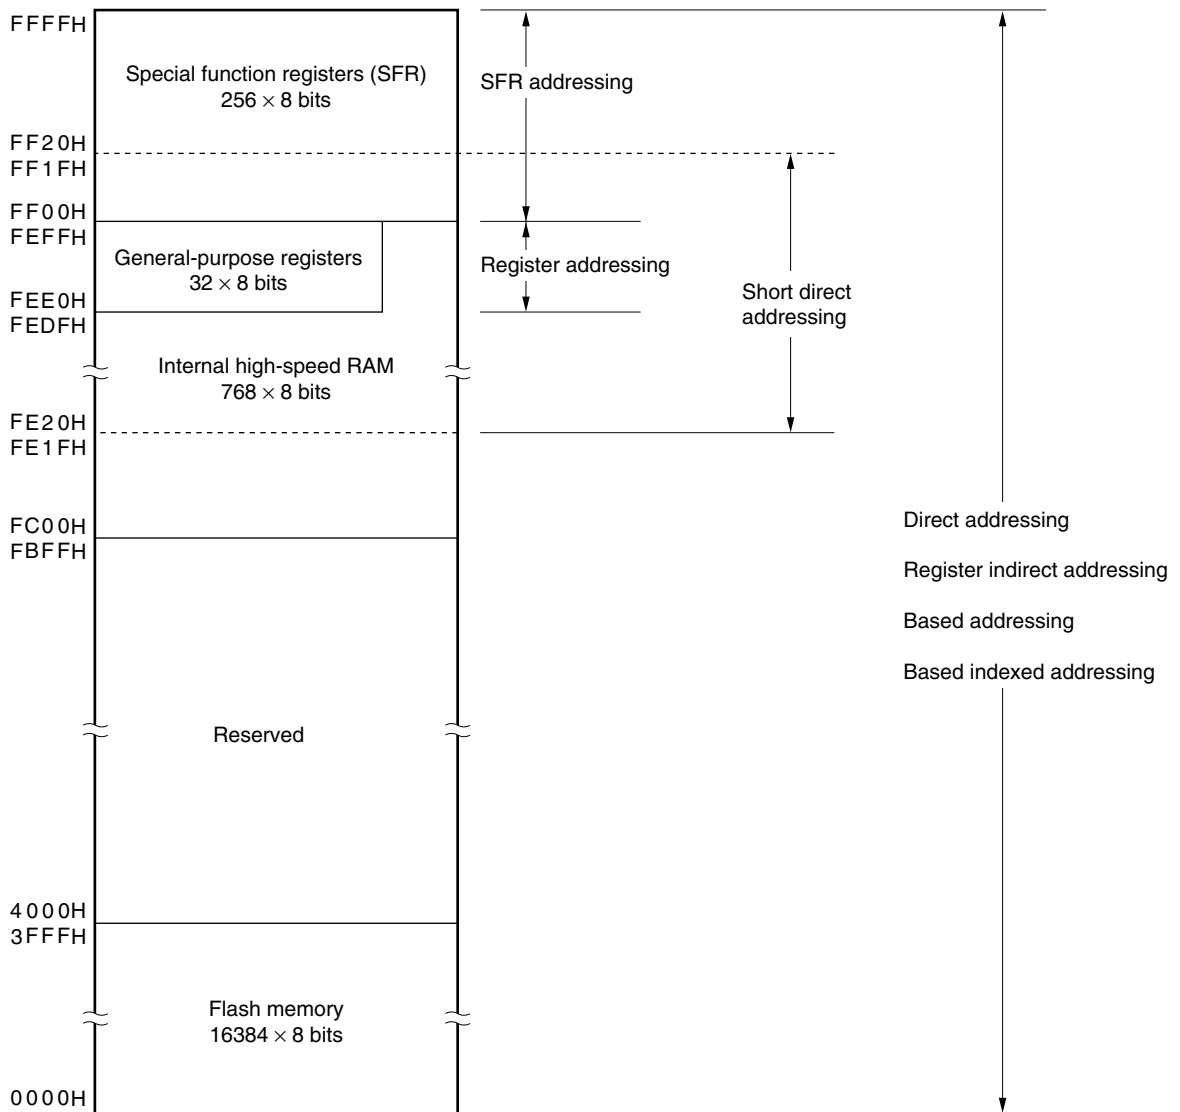 FFFFH
Special function registers (SFR)
256 × 8 bits
SFR addressing
FF20H
FF1FH
FF00H
FEFFH
General-purpose registers
32 × 8 bits
Register addressing
FEE0H
FEDFH
Short direct
addressing
Internal high-speed RAM
768 × 8 bits
FE20H
FE1FH
FC00H
FBFFH
Direct addressing
Register indirect addressing
Based addressing
Based indexed addressing
Reserved
4000H
3FFFH
Flash memory
16384 × 8 bits
0000H